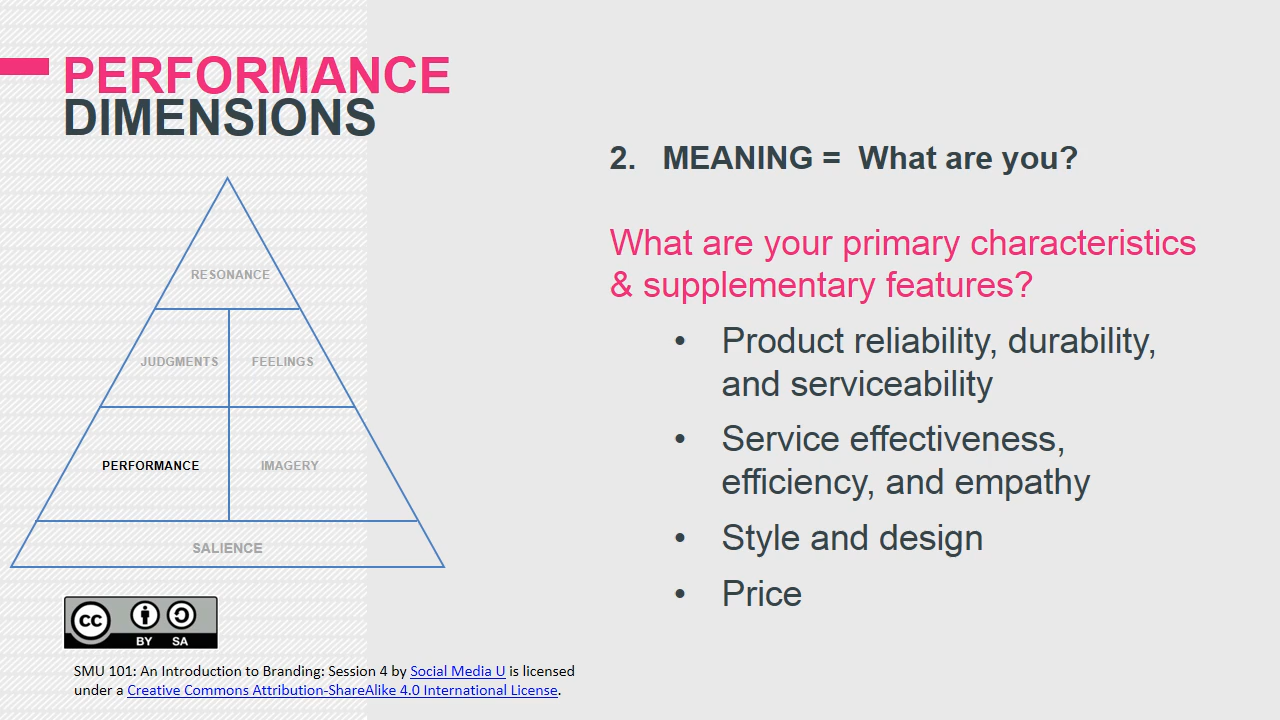 PERFORMANCE
DIMENSIONS
2. MEANING = What are you?
What are your primary characteristics
& supplementary features?
• Product reliability, durability,
and serviceability
• Service effectiveness,
efficiency, and empathy
• Style and design
• Price
RESONANCE
JUDGMENTS FEELINGS
PERFORMANCE IMAGERY
SALIENCE
CC BY SA
SMU 101: An Introduction to Branding: Session 4 by Social Media U is licensed
under a Creative Commons Attribution-ShareAlike 4.0 International License.